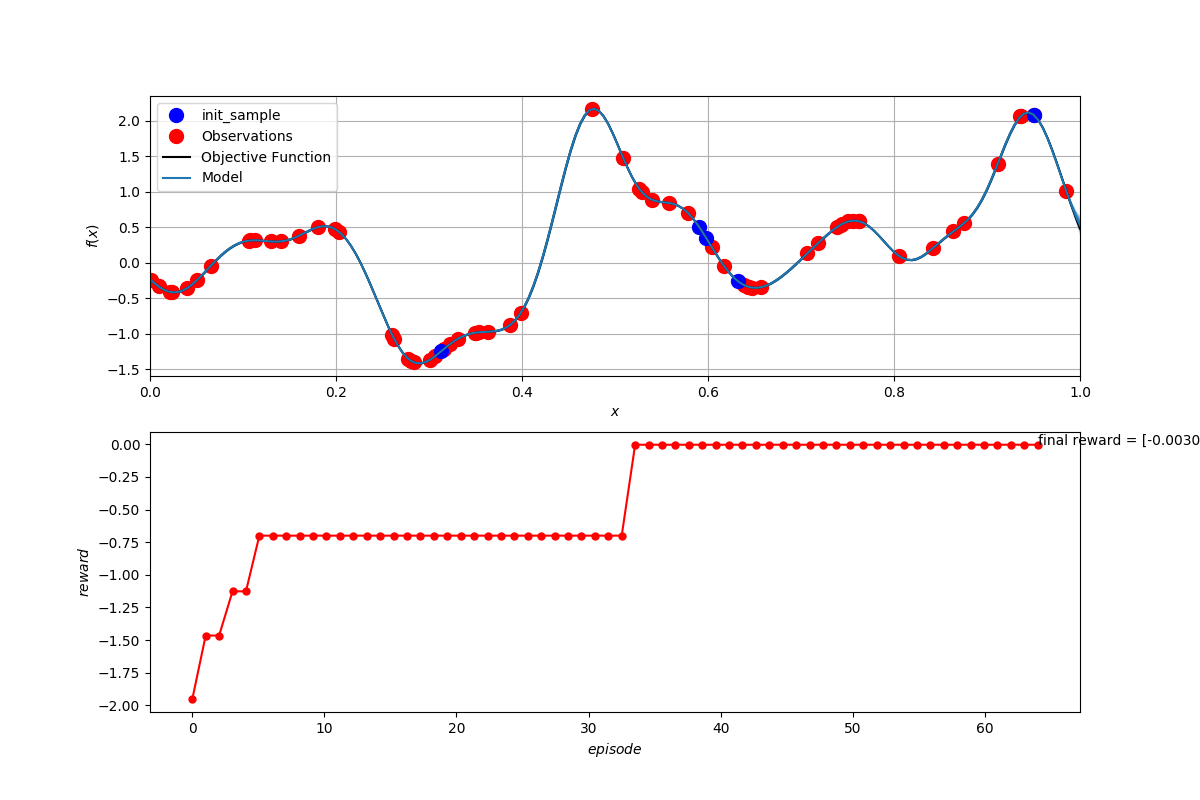 init_sample
Observations
Objective Function
Model
2.0
1.5
1.0
0.5
0.0
−0.5
−1.0
−1.5
f(x)
0.0 0.2 0.4 0.6 0.8 1.0
x
final reward = [-0.0030
0.00
−0.25
−0.50
−0.75
−1.00
−1.25
−1.50
−1.75
−2.00
reward
0 10 20 30 40 50 60
episode